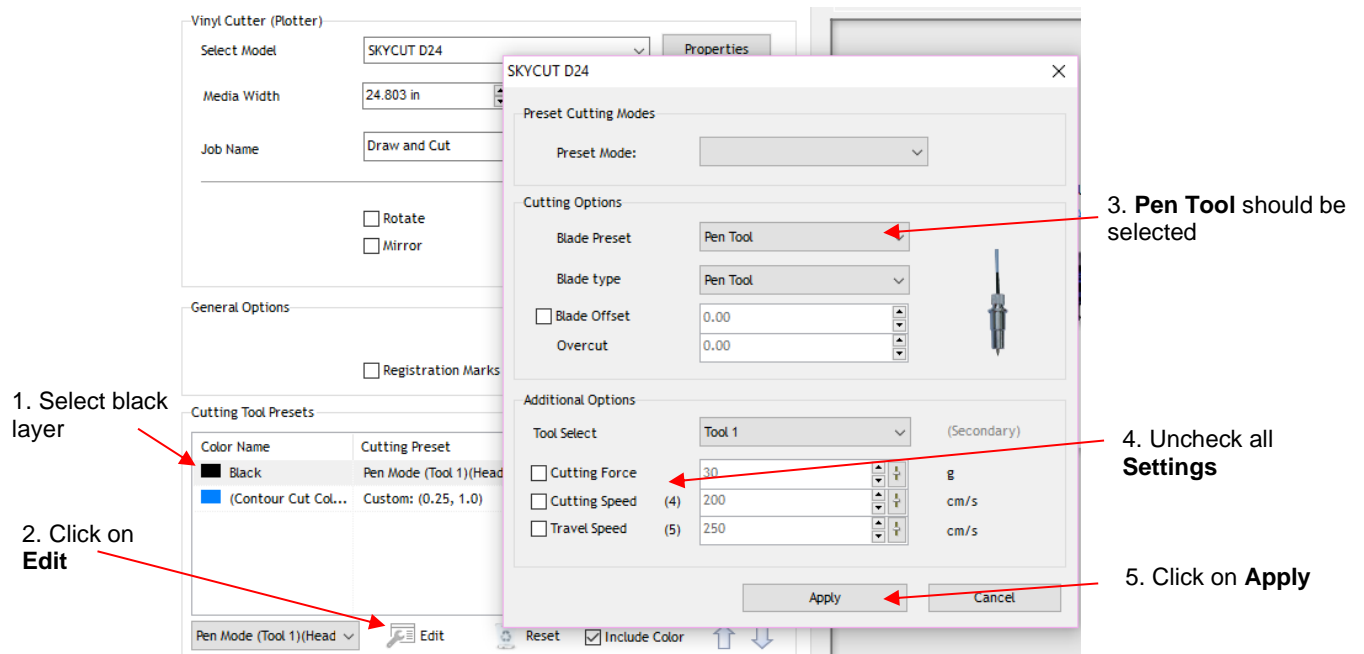 Vinyl Cutter (Plotter)
Select Model
SKYCUT D24
Properties
Media Width
24.803 in
Job Name
Draw and Cut
Rotate
Mirror
General Options
Registration Marks
Cutting Tool Presets
Color Name
Cutting Preset
Black
Pen Mode (Tool 1)(Head
(Contour Cut Col...
Custom: (0.25, 1.0)
Pen Mode (Tool 1)(Head
Edit
Reset
Include Color
SKYCUT D24
Preset Cutting Modes
Preset Mode:
Cutting Options
Blade Preset
Pen Tool
Blade type
Pen Tool
Blade Offset
0.00
Overcut
0.00
Additional Options
Tool Select
Tool 1
(Secondary)
Cutting Force
30
g
Cutting Speed (4)
200
cm/s
Travel Speed (5)
250
cm/s
Apply
Cancel
1. Select black
layer
2. Click on
Edit
3. Pen Tool should be
selected
4. Uncheck all
Settings
5. Click on Apply